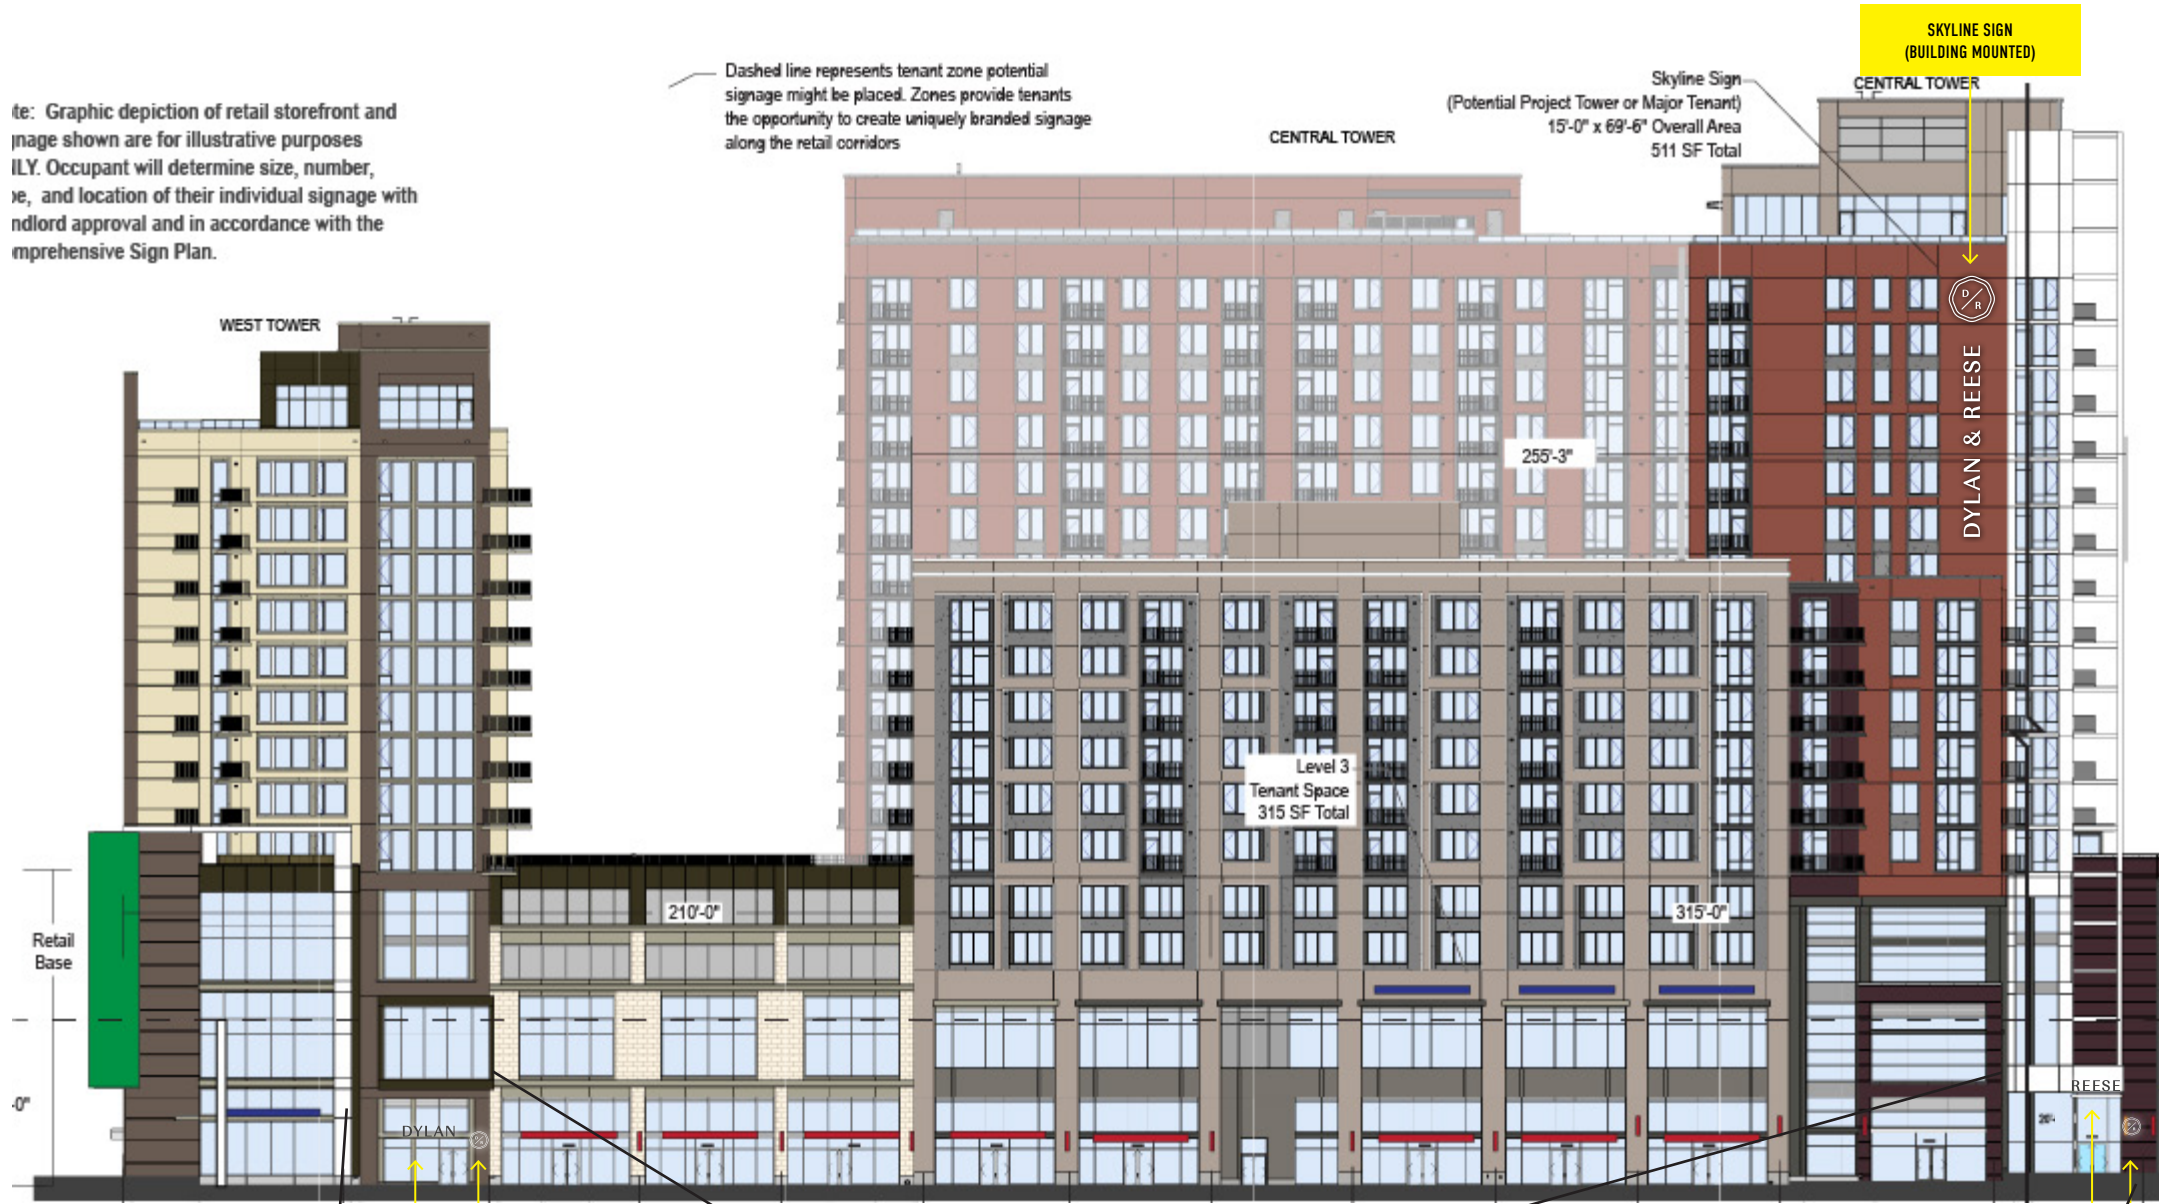 SKYLINE SIGN
(BUILDING MOUNTED)
Dashed line represents tenant zone potential
signage might be placed. Zones provide tenants
the opportunity to create uniquely branded signage
along the retail corridors
Skyline Sign
(Potential Project Tower or Major Tenant)
15'-0" x 69'-6" Overall Area
511 SF Total
CENTRAL TOWER
te: Graphic depiction of retail storefront and
gnage shown are for illustrative purposes
ILY. Occupant will determine size, number,
pe, and location of their individual signage with
ndlord approval and in accordance with the
omprehensive Sign Plan.
CENTRAL TOWER
WEST TOWER
D/R
DYLAN & REESE
255'-3"
Level 3
Tenant Space
315 SF Total
210'-0"
315'-0"
Retail
Base
-0"
DYLAN
REESE